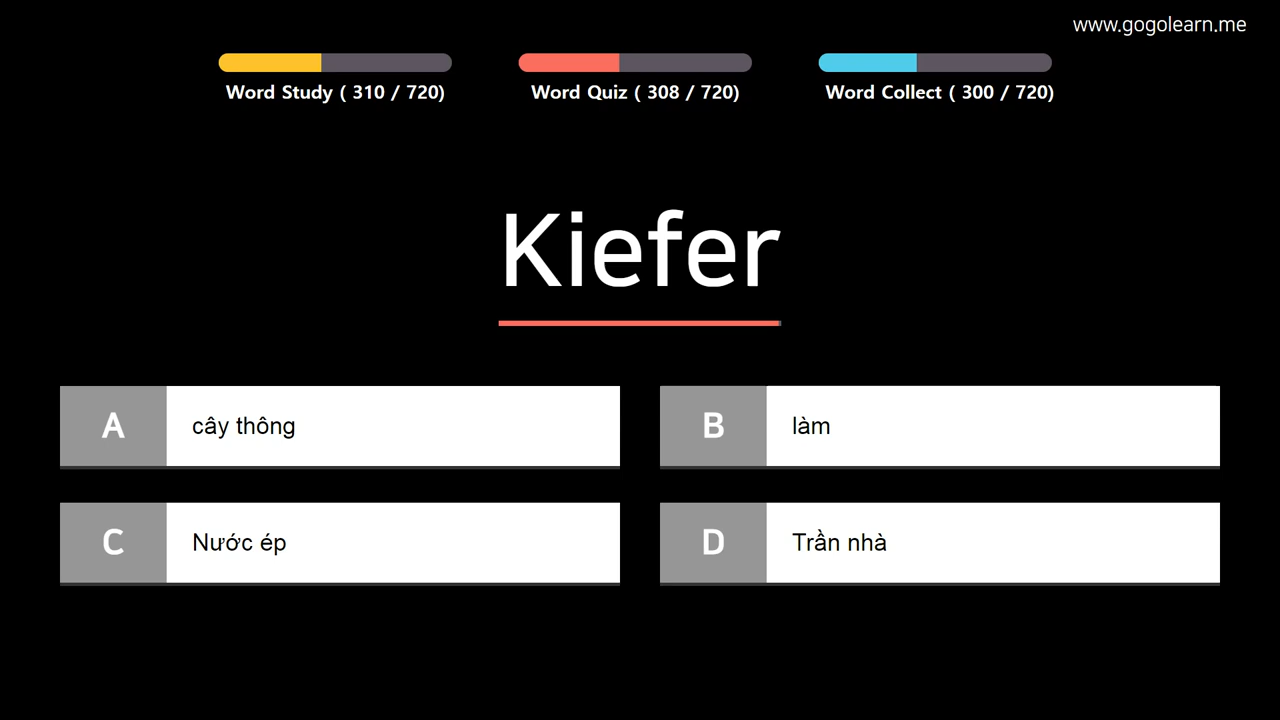 www.gogolearn.me
Word Study ( 310 / 720)
Word Quiz ( 308 / 720)
Word Collect ( 300 / 720)
Kiefer
A cây thông
B làm
C Nước ép
D Trần nhà